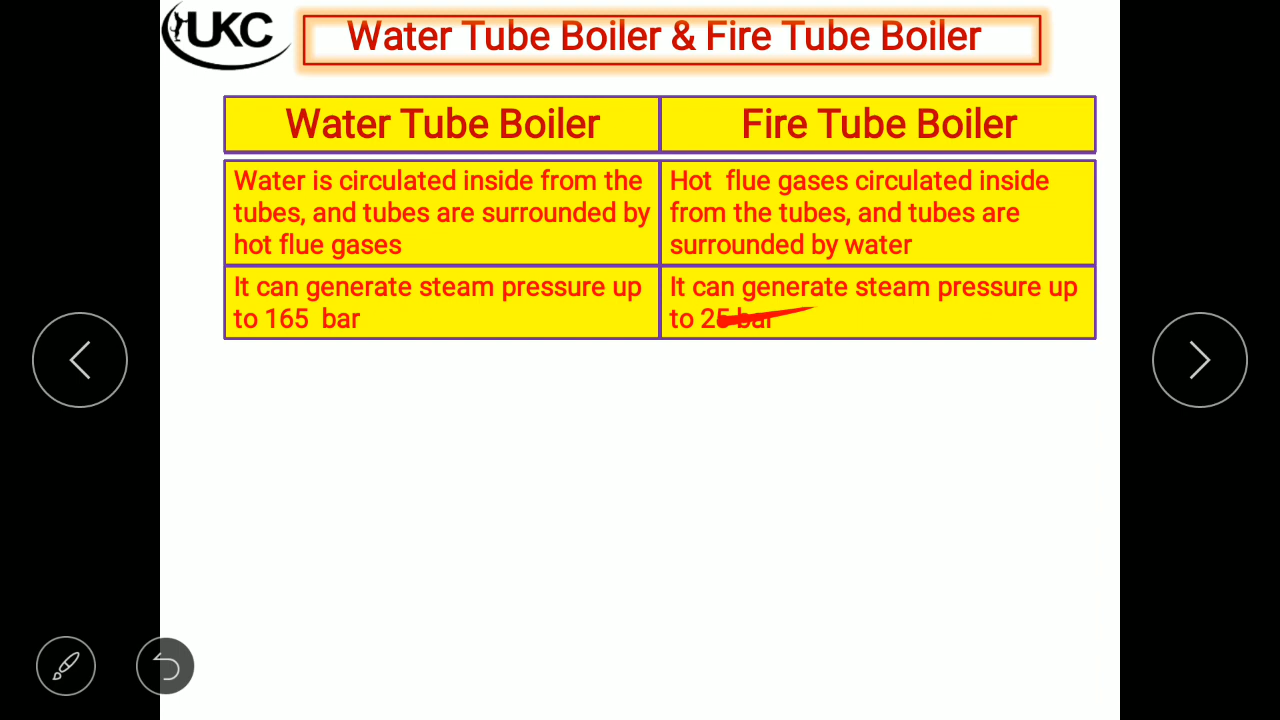 UKC
Water Tube Boiler & Fire Tube Boiler
Water Tube Boiler
Fire Tube Boiler
Water is circulated inside from the
tubes, and tubes are surrounded by
hot flue gases
Hot flue gases circulated inside
from the tubes, and tubes are
surrounded by water
It can generate steam pressure up
to 165 bar
It can generate steam pressure up
to 25 bar